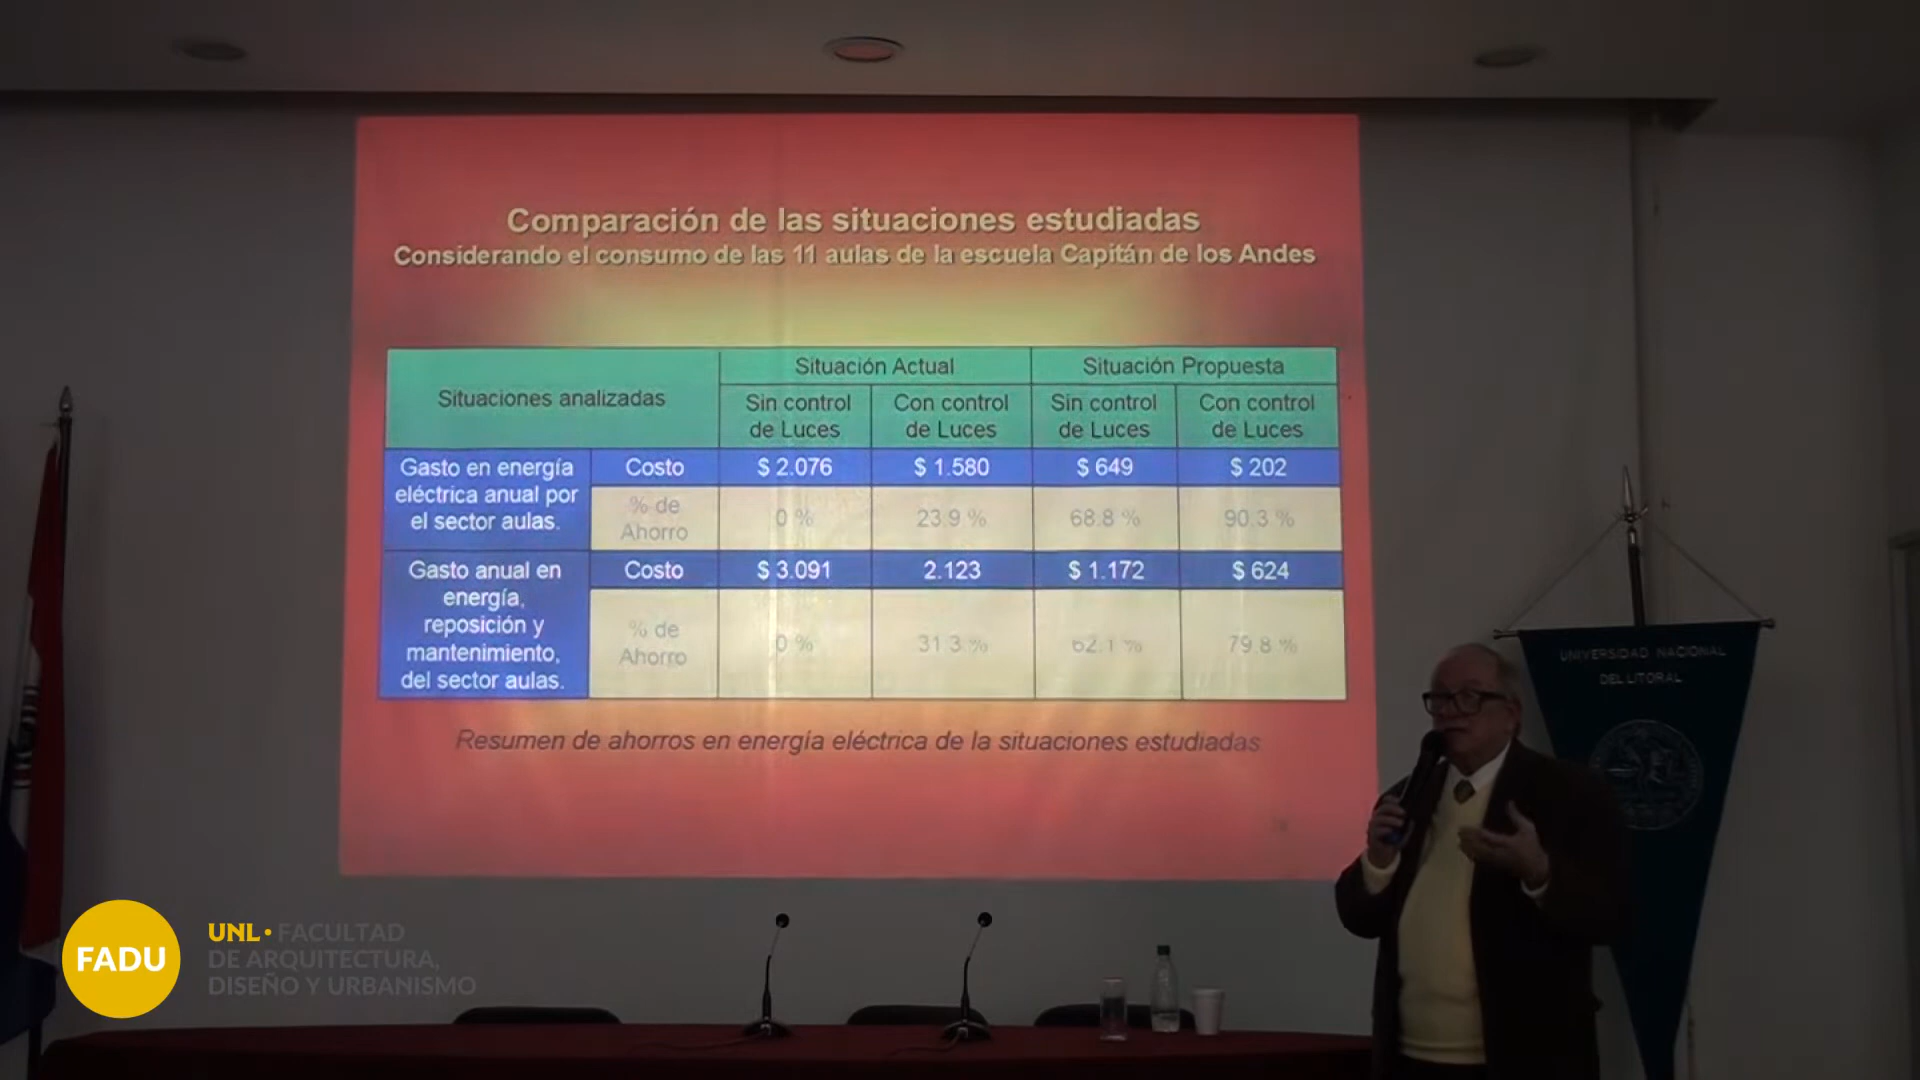 Comparación de las situaciones estudiadas
Considerando el consumo de las 11 aulas de la escuela Capitán de los Andes
Situaciones analizadas
Situación Actual
Situación Propuesta
Sin control
de Luces
Con control
de Luces
Sin control
de Luces
Con control
de Luces
Gasto en energía
eléctrica anual por
el sector aulas.
Costo
$ 2.076
$ 1.580
$ 649
$ 202
% de
Ahorro
0 %
23.9 %
68.8 %
90.3 %
Gasto anual en
energía,
reposición y
mantenimiento,
del sector aulas.
Costo
$ 3.091
2.123
$ 1.172
$ 624
% de
Ahorro
0 %
31.3 %
62.1 %
79.8 %
Resumen de ahorros en energía eléctrica de la situaciones estudiadas
UNIVERSIDAD NACIONAL
DEL LITORAL
FADU
UNL • FACULTAD
DE ARQUITECTURA,
DISEÑO Y URBANISMO